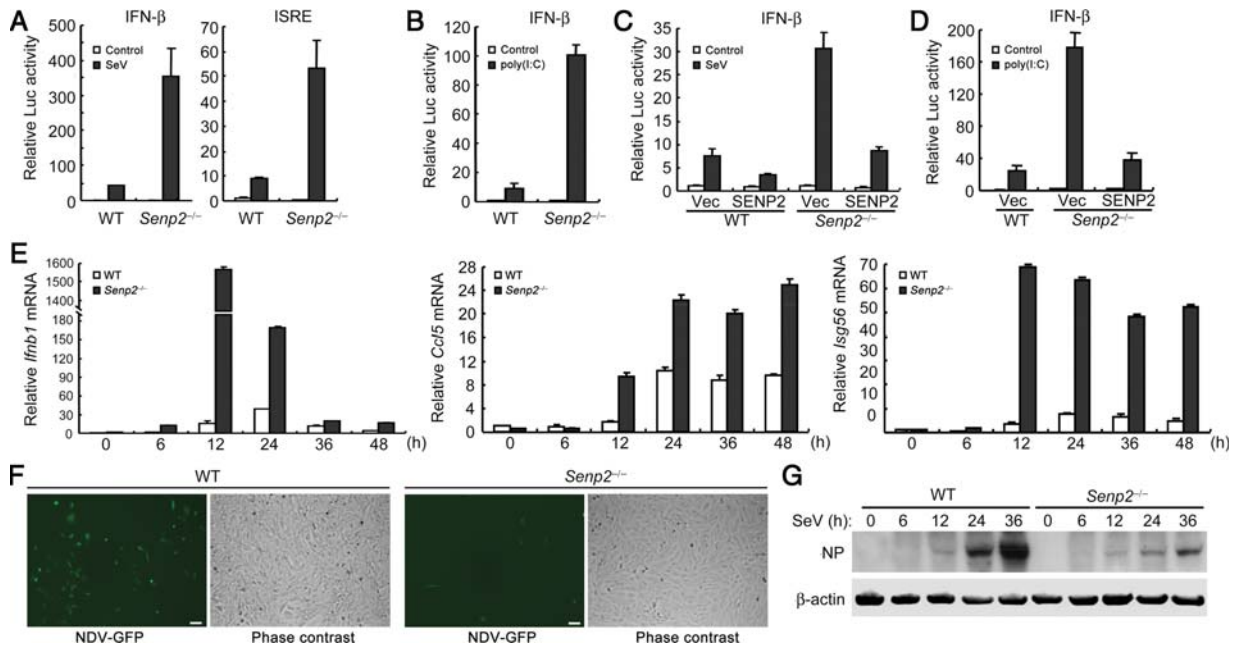 A
IFN-β
Relative Luc activity
500
400
300
200
100
0
Control
SeV
WT
Senp2–/–
ISRE
70
60
50
40
30
20
10
0
WT
Senp2–/–
B
IFN-β
Relative Luc activity
120
100
80
60
40
20
0
Control
poly(I:C)
WT
Senp2–/–
C
IFN-β
Relative Luc activity
35
30
25
20
15
10
5
0
Control
SeV
Vec SENP2 Vec SENP2
WT
Senp2–/–
D
IFN-β
Relative Luc activity
200
160
120
80
40
0
Control
poly(I:C)
Vec Vec SENP2
WT
Senp2–/–
E
Relative Ifnb1 mRNA
1600
1500
1400
180
150
120
90
60
30
0
WT
Senp2–/–
0 6 12 24 36 48 (h)
Relative Ccl5 mRNA
28
24
20
16
12
8
4
0
WT
Senp2–/–
0 6 12 24 36 48 (h)
Relative Isg56 mRNA
70
60
50
40
30
20
10
0
WT
Senp2–/–
0 6 12 24 36 48 (h)
F
WT
Senp2–/–
NDV-GFP
Phase contrast
NDV-GFP
Phase contrast
G
WT
Senp2–/–
SeV (h): 0 6 12 24 36 0 6 12 24 36
NP
β-actin